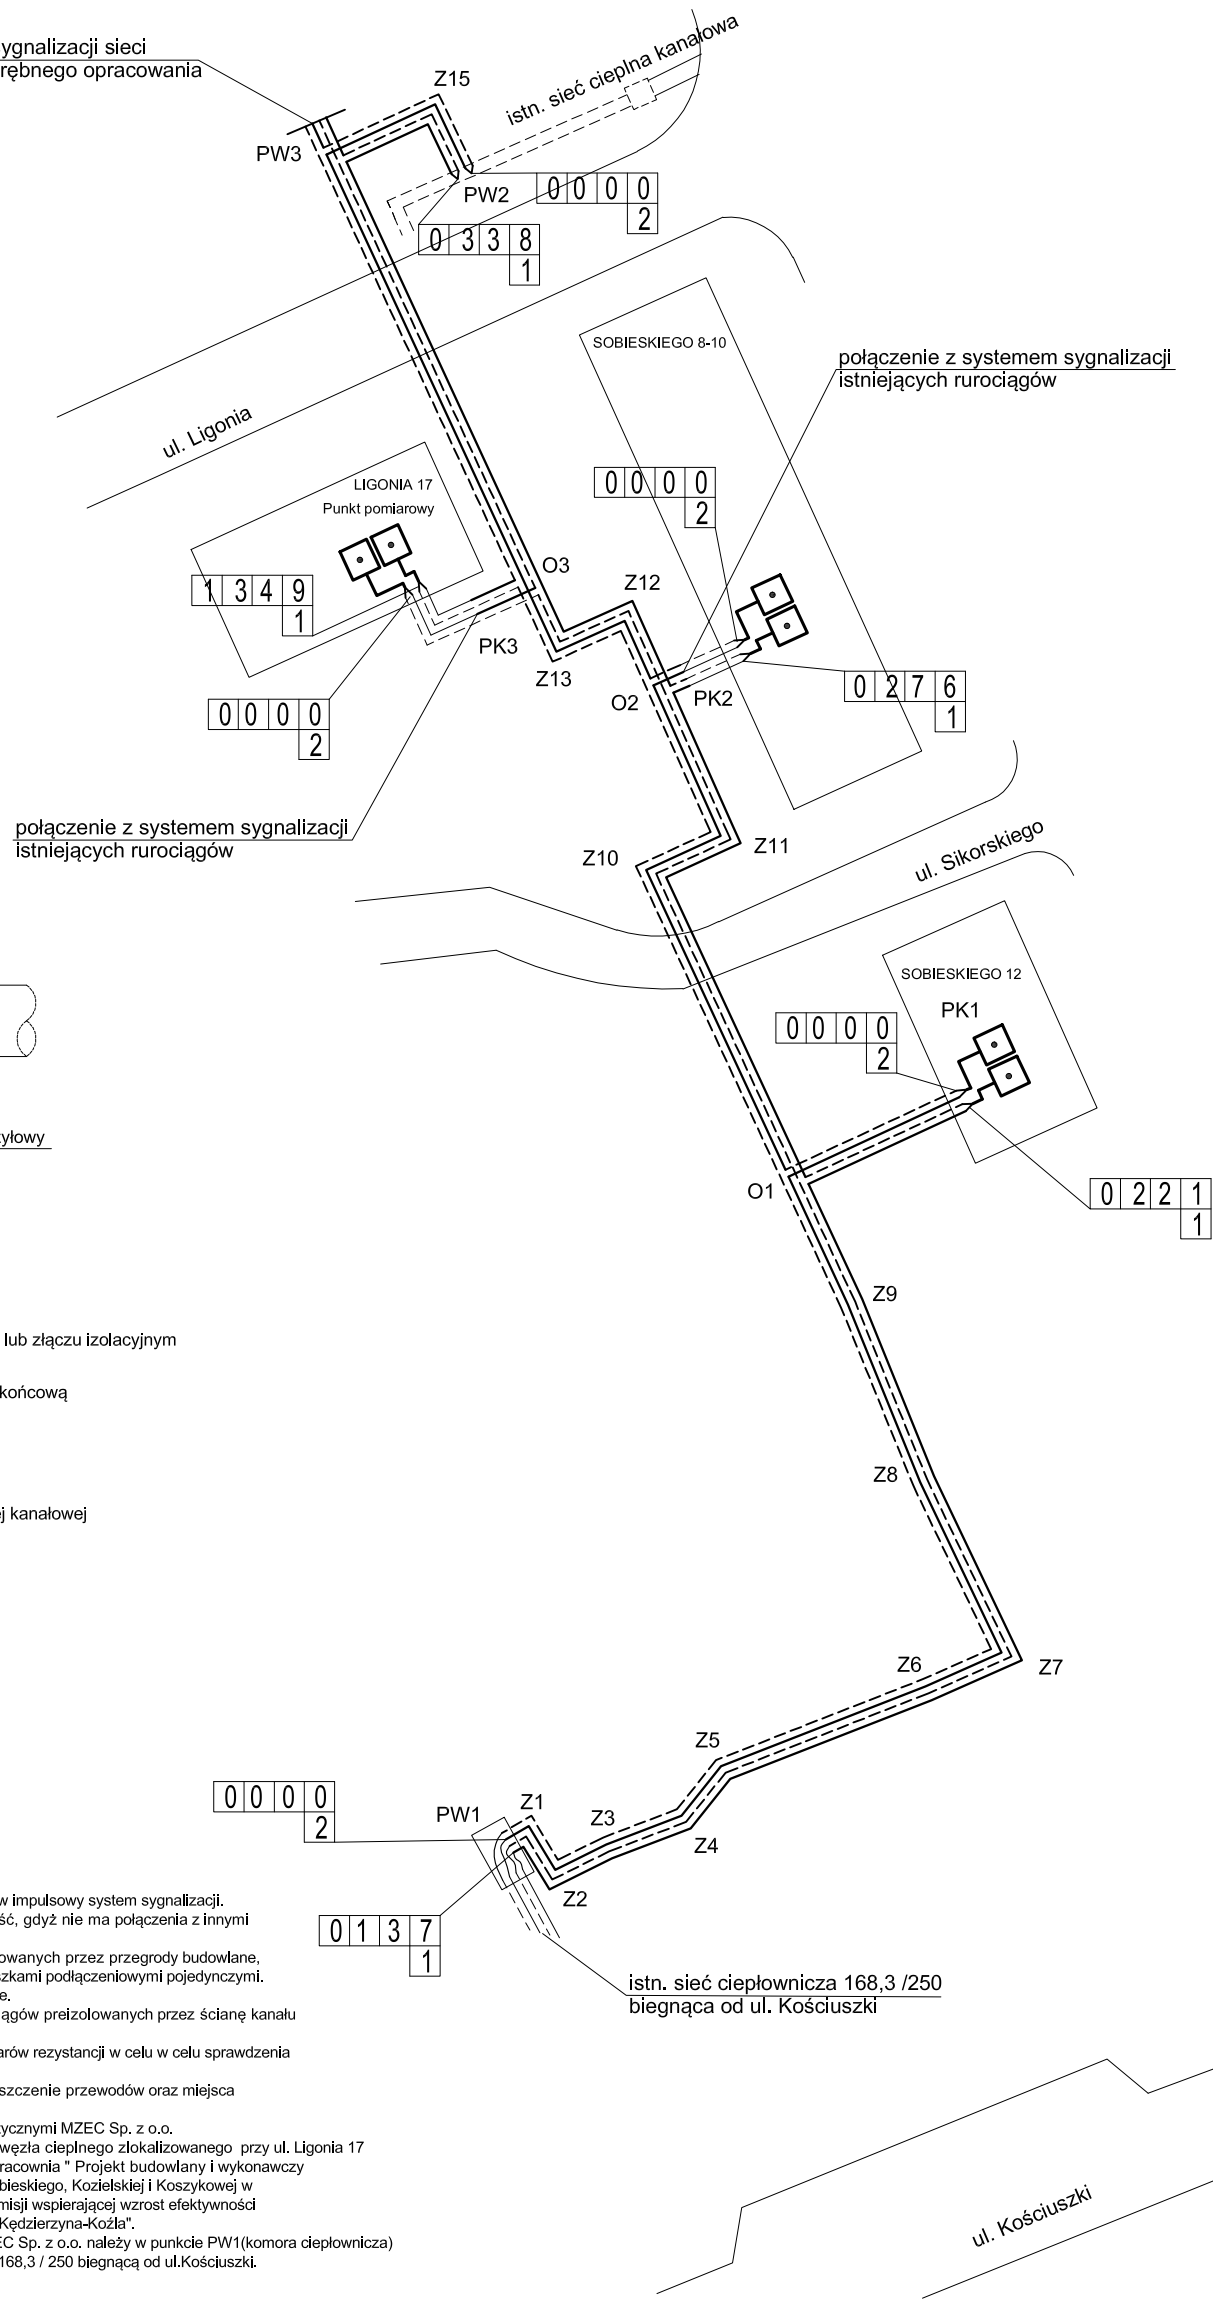 ygnalizacji sieci
rębnego opracowania
Z15
istn. sieć cieplna kanałowa
PW3
PW2
0 0 0 0
2
0 3 3 8
1
SOBIESKIEGO 8-10
połączenie z systemem sygnalizacji
istniejących rurociągów
ul. Ligonia
LIGONIA 17
Punkt pomiarowy
0 0 0 0
2
O3
Z12
1 3 4 9
1
PK3
Z13
O2
PK2
0 2 7 6
1
0 0 0 0
2
połączenie z systemem sygnalizacji
istniejących rurociągów
Z10
Z11
ul. Sikorskiego
SOBIESKIEGO 12
PK1
0 0 0 0
2
yłowy
O1
0 2 2 1
1
Z9
lub złączu izolacyjnym
końcową
Z8
j kanałowej
Z6
Z7
Z5
0 0 0 0
2
PW1
Z1
Z3
Z4
Z2
0 1 3 7
1
w impulsowy system sygnalizacji.
ść, gdyż nie ma połączenia z innymi
owanych przez przegrody budowlane,
szkami podłączeniowymi pojedynczymi.
e.
ągów preizolowanych przez ścianę kanału
arów rezystancji w celu w celu sprawdzenia
szczenie przewodów oraz miejsca
ycznymi MZEC Sp. z o.o.
węzła cieplnego zlokalizowanego przy ul. Ligonia 17
racownia " Projekt budowlany i wykonawczy
bieskiego, Kozielskiej i Koszykowej w
misji wspierającej wzrost efektywności
Kędzierzyna-Koźla".
EC Sp. z o.o. należy w punkcie PW1(komora ciepłownicza)
168,3 / 250 biegnącą od ul.Kościuszki.
istn. sieć ciepłownicza 168,3 /250
biegnąca od ul. Kościuszki
ul. Kościuszki